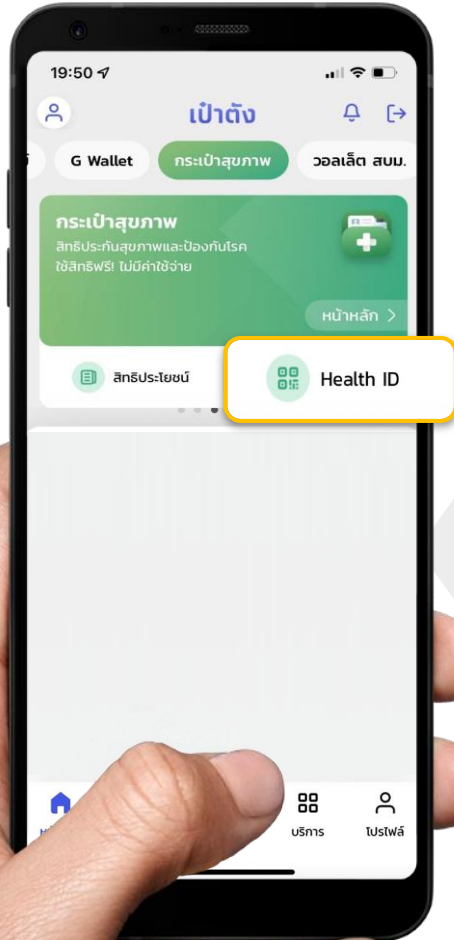 19:50
เป๋าตัง
G Wallet
กระเป๋าสุขภาพ
วอลเล็ต สบม.
กระเป๋าสุขภาพ
สิทธิประกันสุขภาพและป้องกันโรค
ใช้สิทธิฟรี! ไม่มีค่าใช้จ่าย
หน้าหลัก
สิทธิประโยชน์
Health ID
บริการ
โปรไฟล์